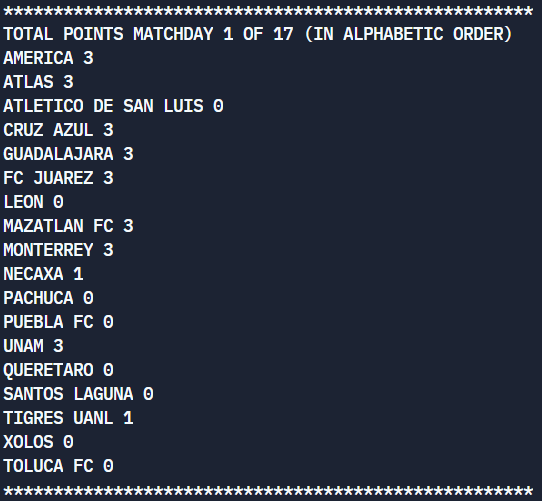 *****************************************************
TOTAL POINTS MATCHDAY 1 OF 17 (IN ALPHABETIC ORDER)
AMERICA 3
ATLAS 3
ATLETICO DE SAN LUIS 0
CRUZ AZUL 3
GUADALAJARA 3
FC JUAREZ 3
LEON 0
MAZATLAN FC 3
MONTERREY 3
NECAXA 1
PACHUCA 0
PUEBLA FC 0
UNAM 3
QUERETARO 0
SANTOS LAGUNA 0
TIGRES UANL 1
XOLOS 0
TOLUCA FC 0
*****************************************************